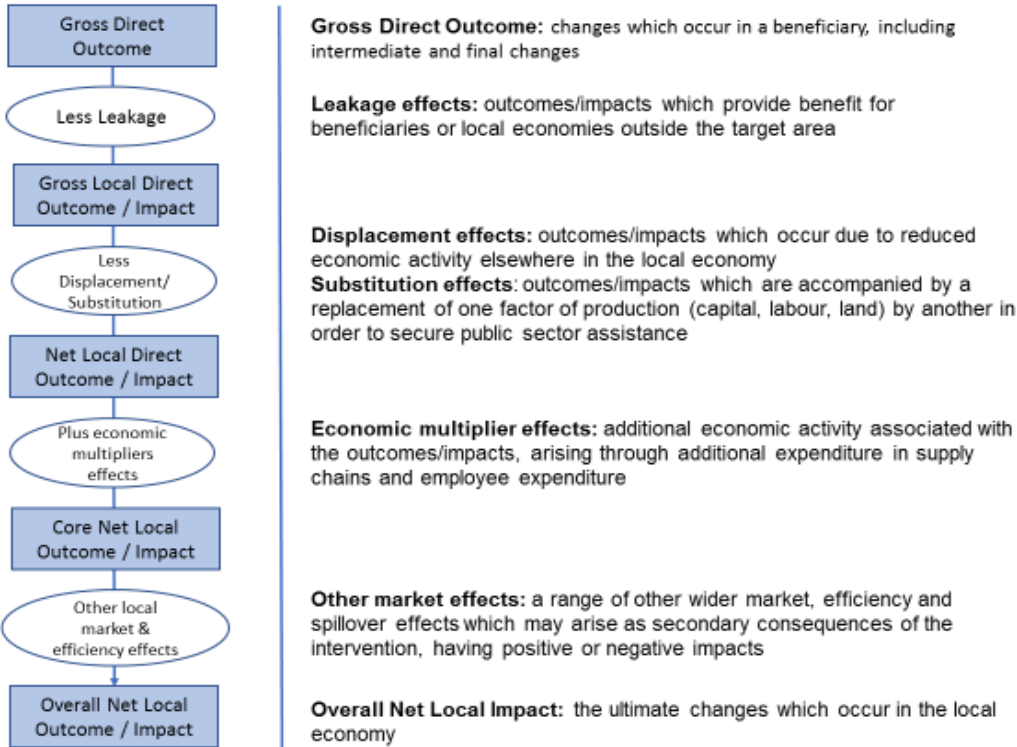 Gross Direct
Outcome
Gross Direct Outcome: changes which occur in a beneficiary, including
intermediate and final changes
Less Leakage
Leakage effects: outcomes/impacts which provide benefit for
beneficiaries or local economies outside the target area
Gross Local Direct
Outcome / Impact
Less
Displacement/
Substitution
Displacement effects: outcomes/impacts which occur due to reduced
economic activity elsewhere in the local economy
Substitution effects: outcomes/impacts which are accompanied by a
replacement of one factor of production (capital, labour, land) by another in
order to secure public sector assistance
Net Local Direct
Outcome / Impact
Plus economic
multipliers
effects
Economic multiplier effects: additional economic activity associated with
the outcomes/impacts, arising through additional expenditure in supply
chains and employee expenditure
Core Net Local
Outcome / Impact
Other local
market &
efficiency effects
Other market effects: a range of other wider market, efficiency and
spillover effects which may arise as secondary consequences of the
intervention, having positive or negative impacts
Overall Net Local
Outcome / Impact
Overall Net Local Impact: the ultimate changes which occur in the local
economy